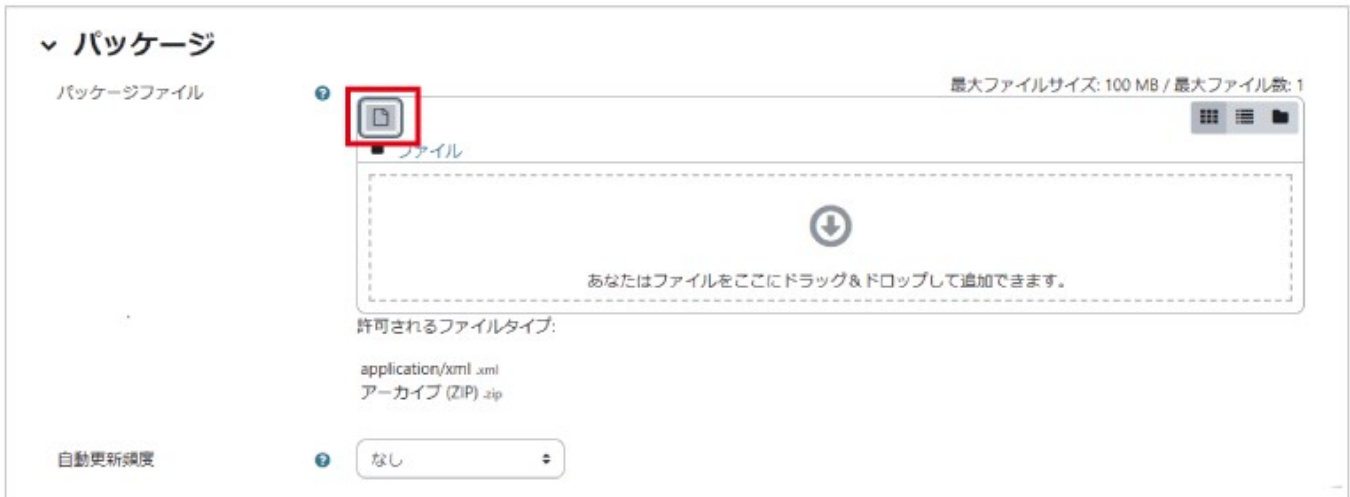 パッケージ
パッケージファイル
最大ファイルサイズ: 100 MB / 最大ファイル数: 1
ファイル
あなたはファイルをここにドラッグ&ドロップして追加できます。
許可されるファイルタイプ:
application/xml .xml
アーカイブ (ZIP) .zip
自動更新頻度
なし